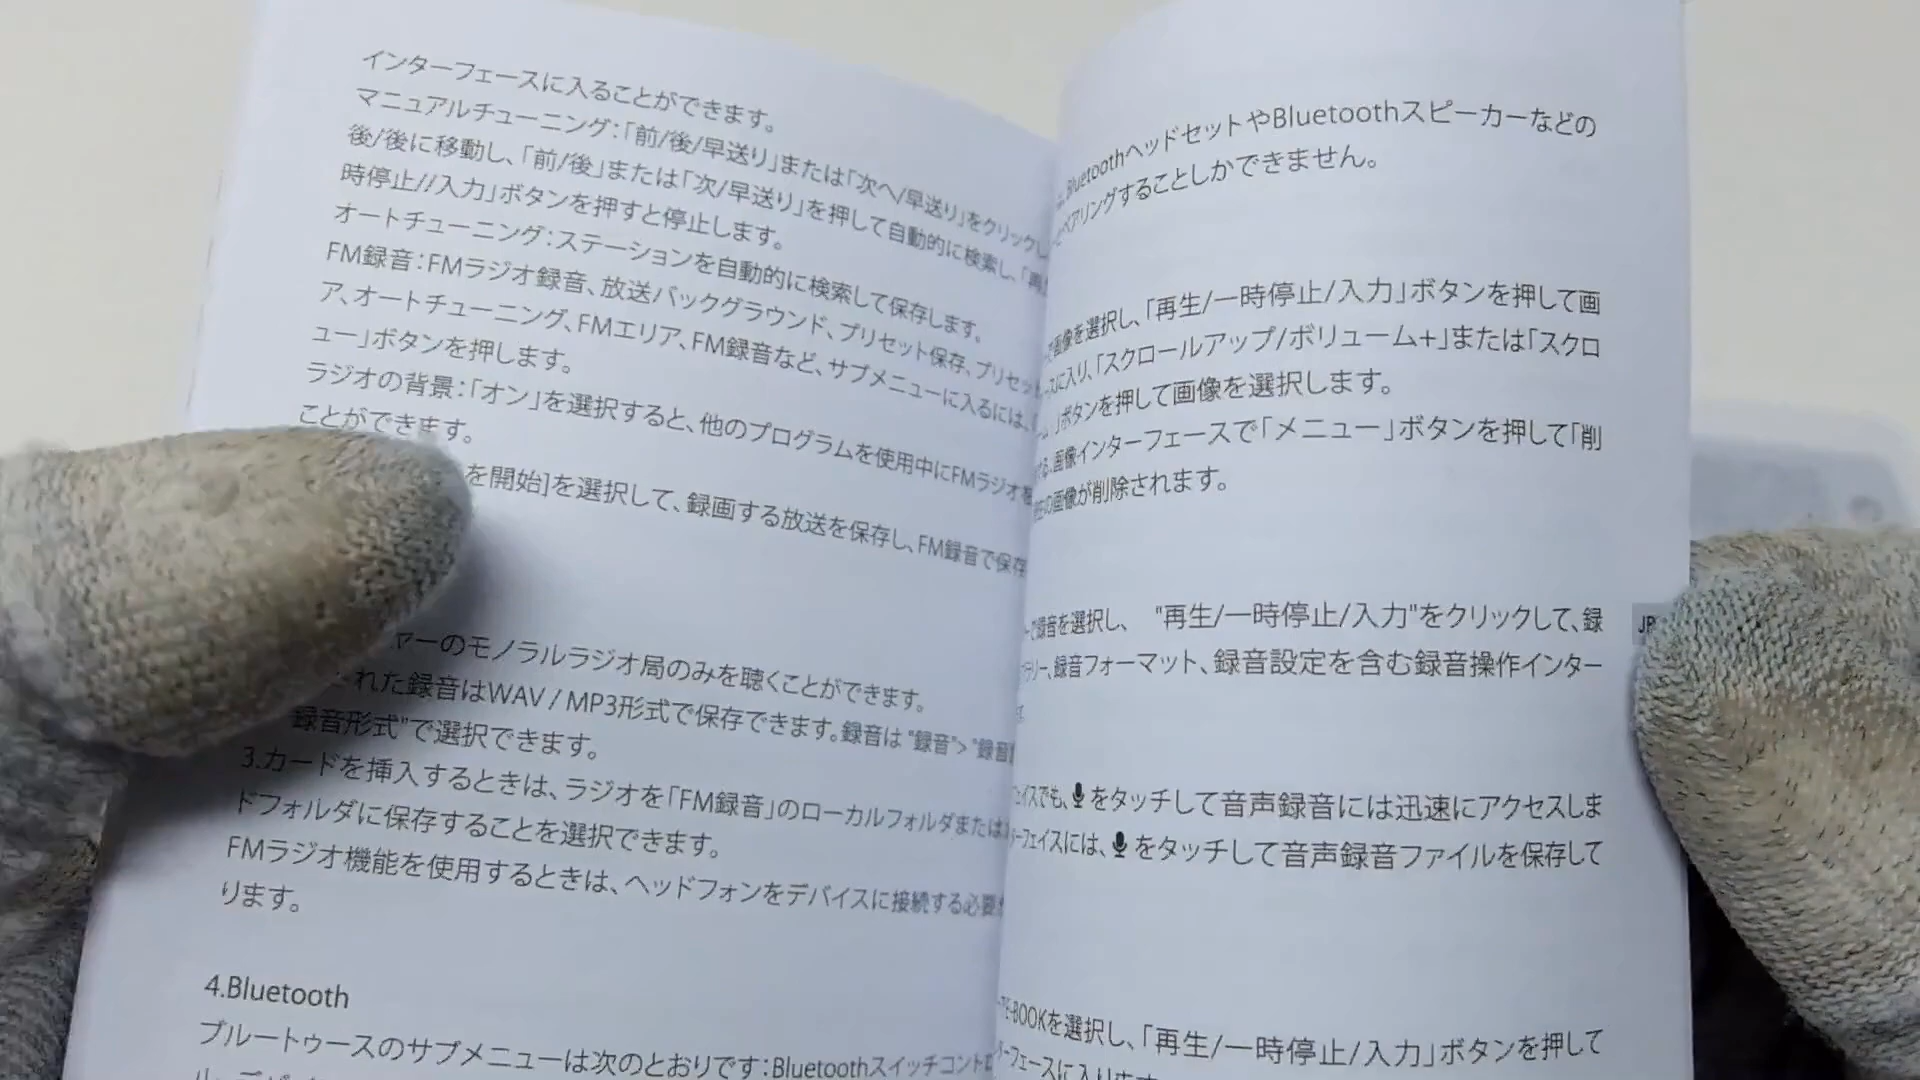 インターフェースに入ることができます。
マニュアルチューニング:「前/後/早送り」または「次へ/早送り」をクリックし
後/後に移動し、「前/後」または「次/早送り」を押して自動的に検索し、「再
時停止//入力」ボタンを押すと停止します。
オートチューニング:ステーションを自動的に検索して保存します。
FM録音:FMラジオ録音、放送バックグラウンド、プリセット保存、プリセッ
ア、オートチューニング、FMエリア、FM録音など、サブメニューに入るには、
ュー」ボタンを押します。
ラジオの背景:「オン」を選択すると、他のプログラムを使用中にFMラジオを
ことができます。
を開始]を選択して、録画する放送を保存し、FM録音で保存
ャーのモノラルラジオ局のみを聴くことができます。
れた録音はWAV / MP3形式で保存できます。録音は "録音"> "録音
録音形式"で選択できます。
3.カードを挿入するときは、ラジオを「FM録音」のローカルフォルダまたは
ドフォルダに保存することを選択できます。
FMラジオ機能を使用するときは、ヘッドフォンをデバイスに接続する必要
ります。
4.Bluetooth
ブルートゥースのサブメニューは次のとおりです:Bluetoothスイッチコントロ
BluetoothヘッドセットやBluetoothスピーカーなどの
ペアリングすることしかできません。
で画像を選択し、「再生/一時停止/入力」ボタンを押して画
スに入り、「スクロールアップ/ボリューム+」または「スクロ
」ボタンを押して画像を選択します。
る、画像インターフェースで「メニュー」ボタンを押して「削
の画像が削除されます。
で録音を選択し、 "再生/一時停止/入力"をクリックして、録
ラリー、録音フォーマット、録音設定を含む録音操作インター
JP
ェイスでも、をタッチして音声録音には迅速にアクセスしま
ーフェイスには、をタッチして音声録音ファイルを保存して
E-BOOKを選択し、「再生/一時停止/入力」ボタンを押して
ーフェースに入ります